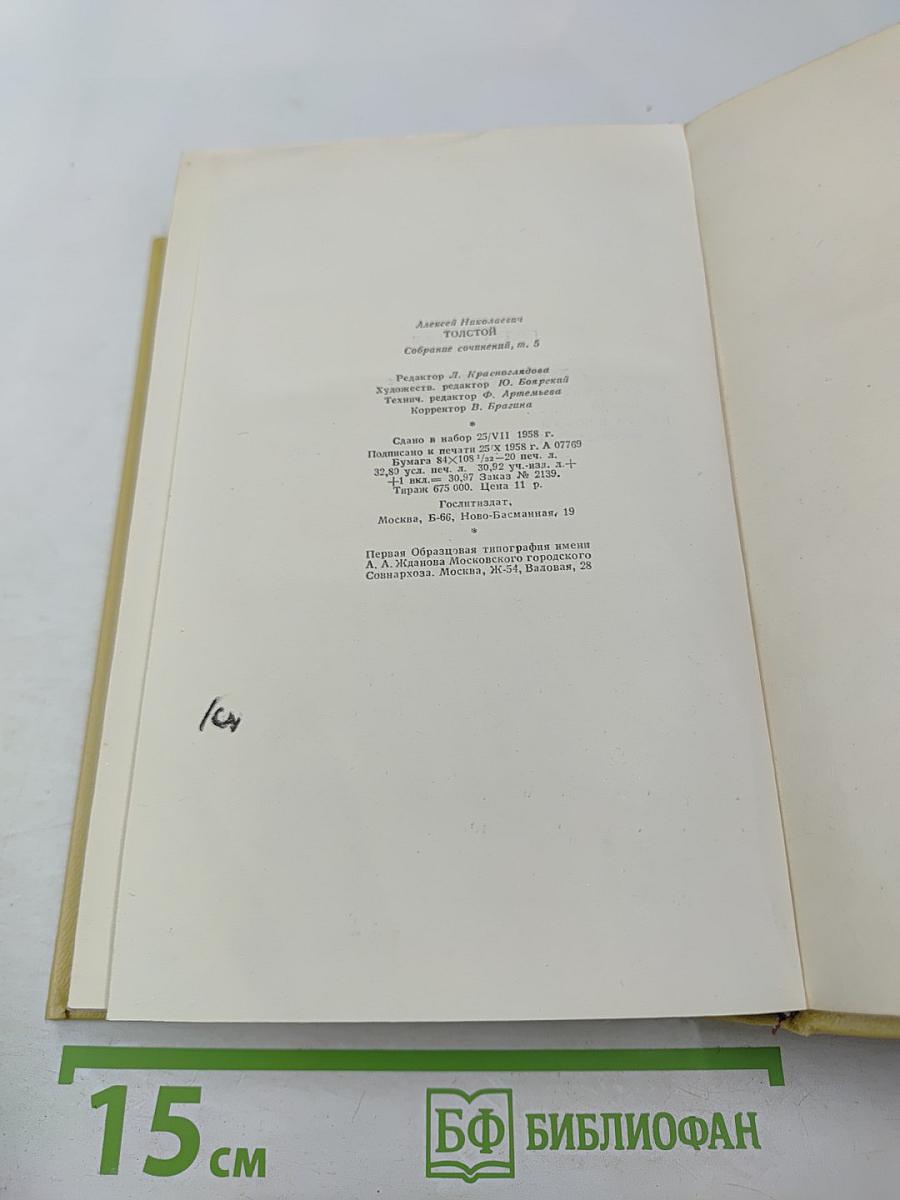 Алексей Николаевич
ТОЛСТОЙ
Собрание сочинений, т. 5
Редактор Л. Красноглядова
Художеств. редактор Ю. Боярский
Технич. редактор Ф. Артемьева
Корректор В. Брагина
*
Сдано в набор 25/VII 1958 г.
Подписано к печати 25/X 1958 г. А 07769
Бумага 84×108 1/32—20 печ. л.
32,80 усл. печ. л. 30,92 уч.-изд. л.+
+1 вкл.= 30,97 Заказ № 2139.
Тираж 675 000. Цена 11 р.
Гослитиздат,
Москва, Б-66, Ново-Басманная, 19
*
Первая Образцовая типография имени
А. А. Жданова Московского городского
Совнархоза. Москва, Ж-54, Валовая, 28
15 см
БФ БИБЛИОФАН